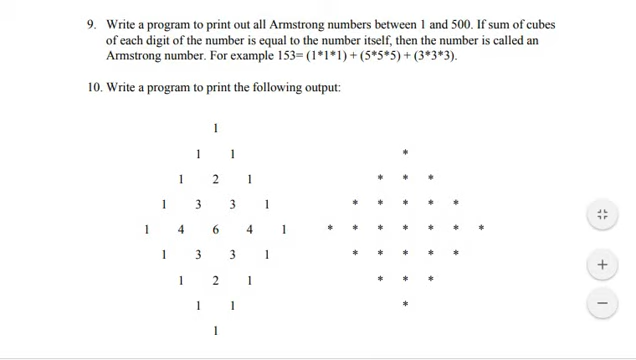 9. Write a program to print out all Armstrong numbers between 1 and 500. If sum of cubes
of each digit of the number is equal to the number itself, then the number is called an
Armstrong number. For example 153= (1*1*1) + (5*5*5) + (3*3*3).
10. Write a program to print the following output:
1
1 1 *
1 2 1 * * *
1 3 3 1 * * * * *
1 4 6 4 1 * * * * * * *
1 3 3 1 * * * * *
1 2 1 * * *
1 1 *
1